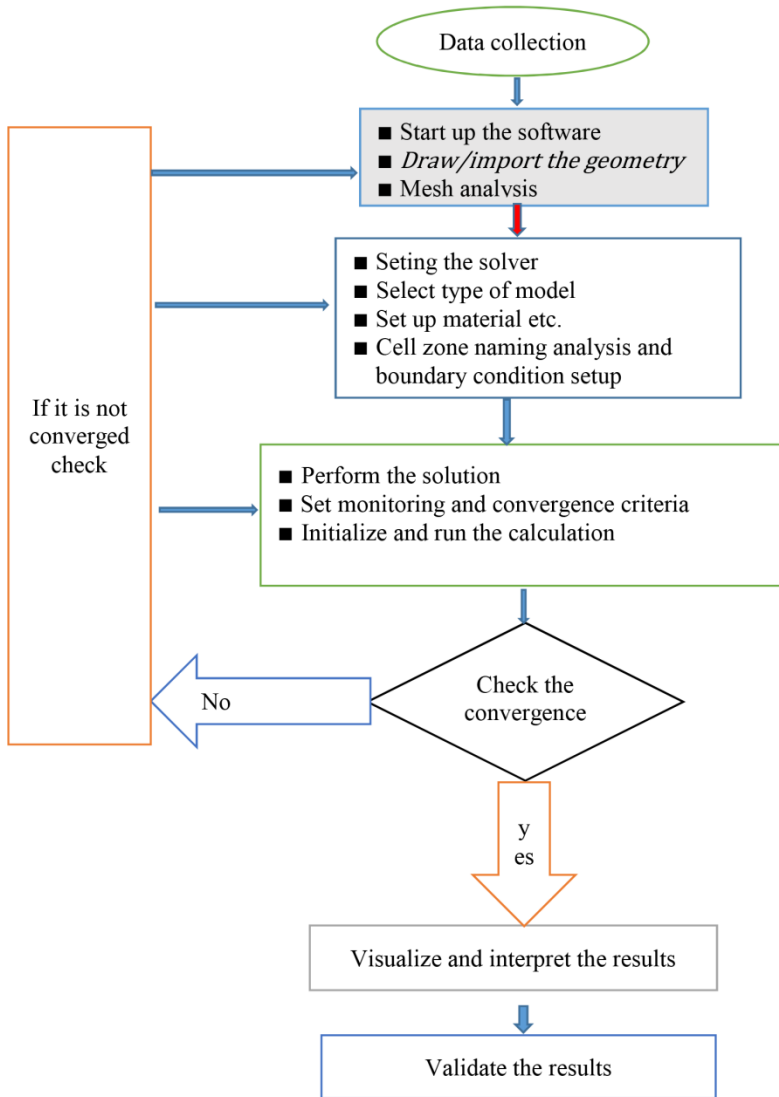 Data collection
■ Start up the software
■ Draw/import the geometry
■ Mesh analysis
■ Seting the solver
■ Select type of model
■ Set up material etc.
■ Cell zone naming analysis and
boundary condition setup
If it is not
converged
check
■ Perform the solution
■ Set monitoring and convergence criteria
■ Initialize and run the calculation
Check the
convergence
No
y
es
Visualize and interpret the results
Validate the results